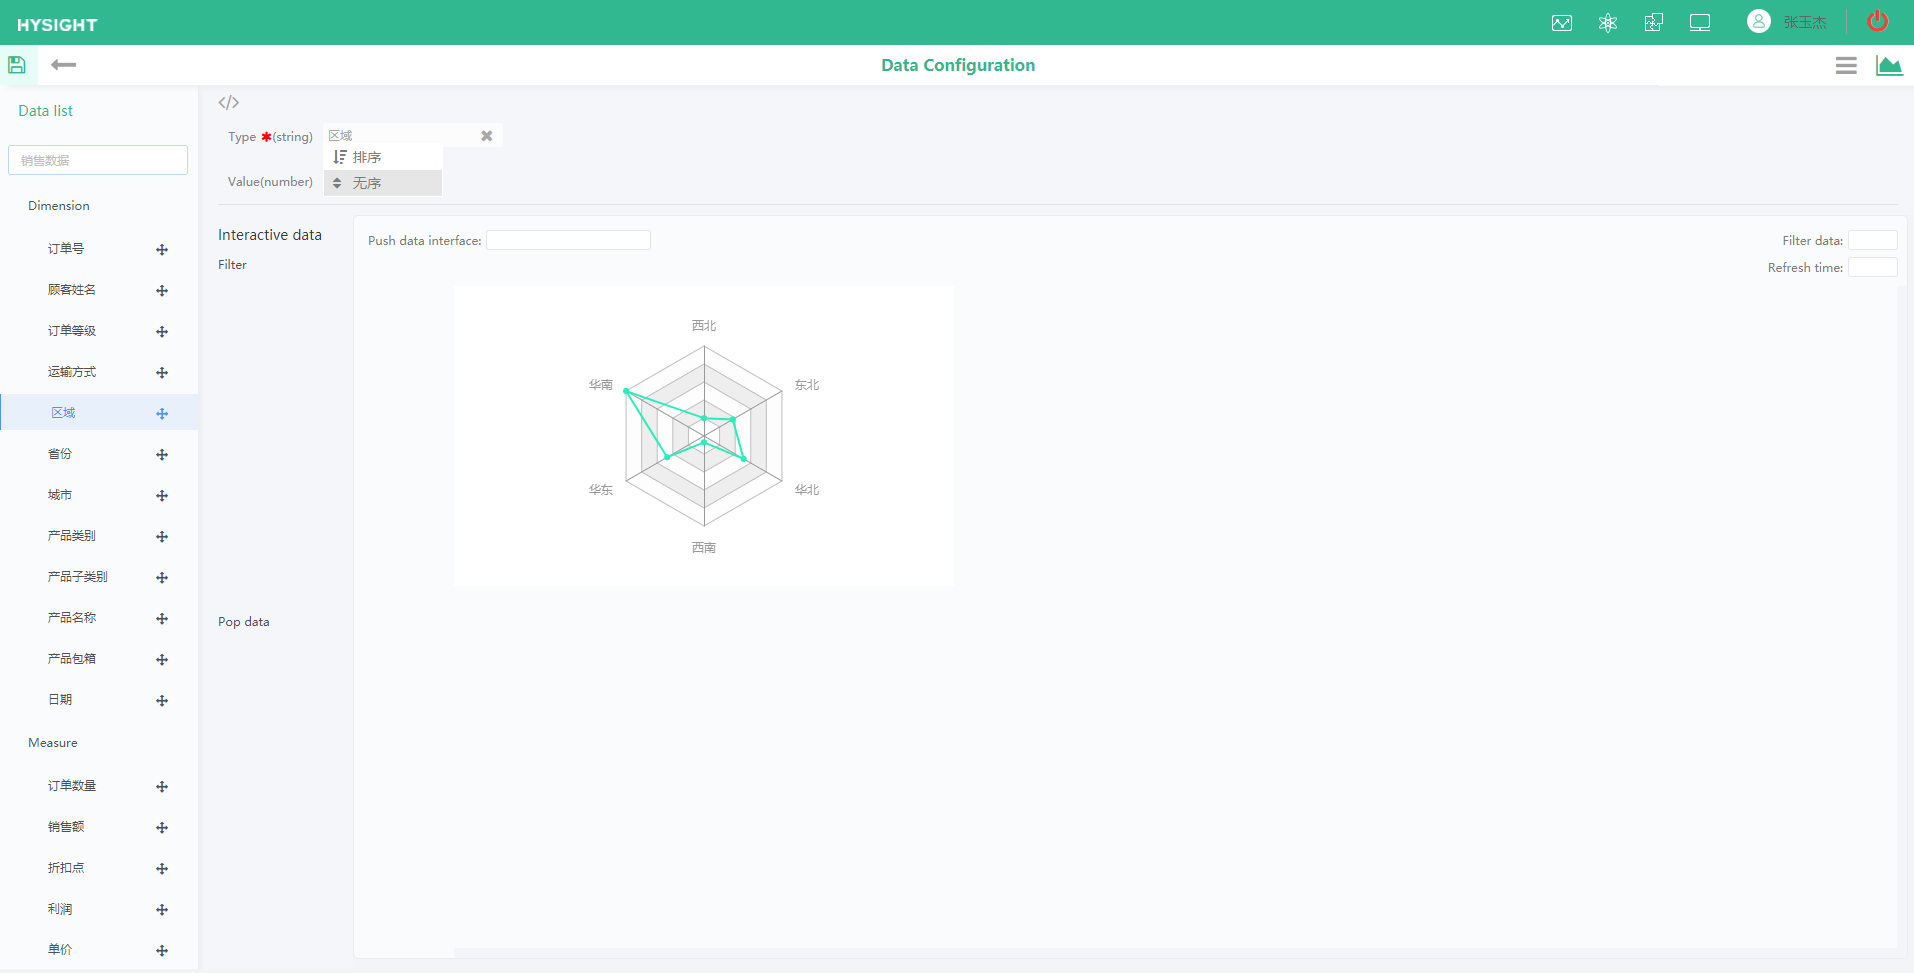 HYSIGHT
张玉杰
Data Configuration
Data list
销售数据
Dimension
订单号
顾客姓名
订单等级
运输方式
区域
省份
城市
产品类别
产品子类别
产品名称
产品包箱
日期
Measure
订单数量
销售额
折扣点
利润
单价
</>
Type ✱(string)
区域
排序
无序
Value(number)
Interactive data
Filter
Pop data
Push data interface:
Filter data:
Refresh time:
西北
华南
东北
华东
华北
西南